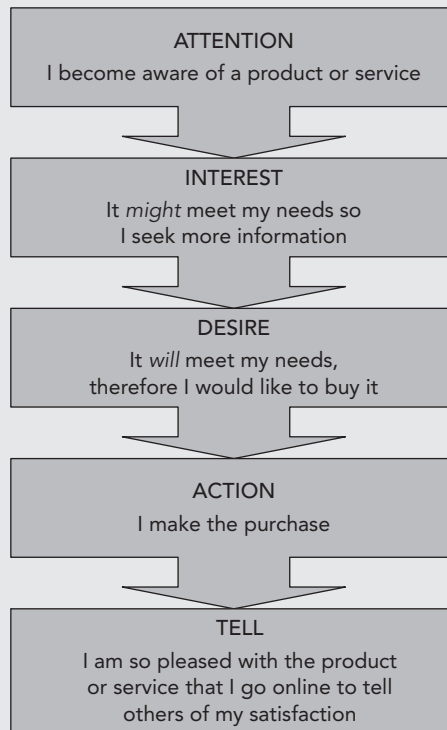 ATTENTION
I become aware of a product or service
INTEREST
It might meet my needs so
I seek more information
DESIRE
It will meet my needs,
therefore I would like to buy it
ACTION
I make the purchase
TELL
I am so pleased with the product
or service that I go online to tell
others of my satisfaction